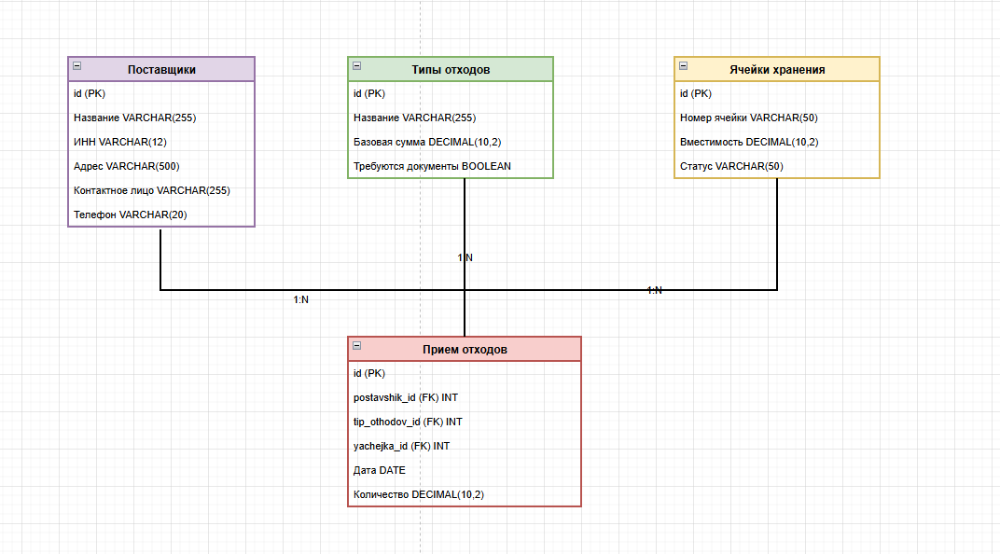 Поставщики
id (PK)
Название VARCHAR(255)
ИНН VARCHAR(12)
Адрес VARCHAR(500)
Контактное лицо VARCHAR(255)
Телефон VARCHAR(20)
Типы отходов
id (PK)
Название VARCHAR(255)
Базовая сумма DECIMAL(10,2)
Требуются документы BOOLEAN
Ячейки хранения
id (PK)
Номер ячейки VARCHAR(50)
Вместимость DECIMAL(10,2)
Статус VARCHAR(50)
1:N
1:N
1:N
Прием отходов
id (PK)
postavshik_id (FK) INT
tip_othodov_id (FK) INT
yachejka_id (FK) INT
Дата DATE
Количество DECIMAL(10,2)